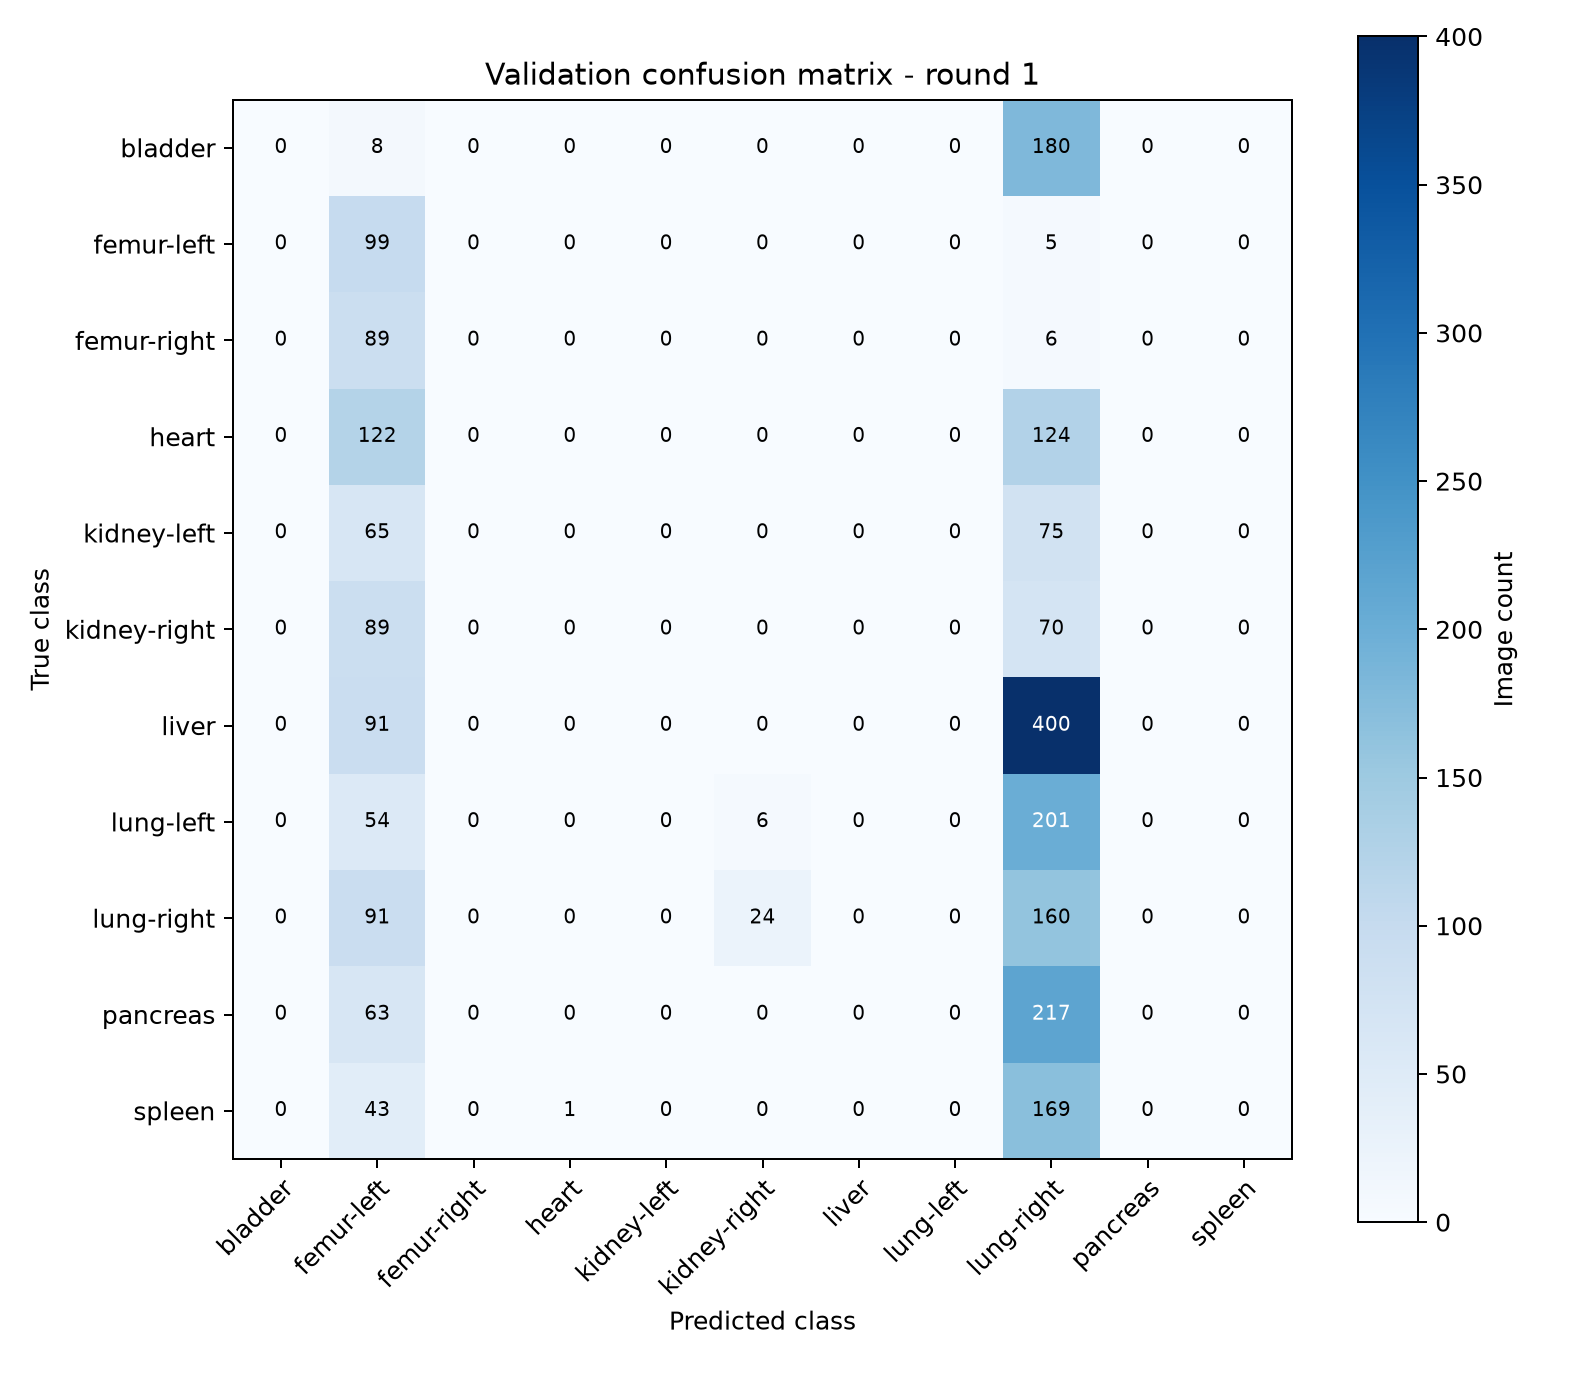 Validation confusion matrix - round 1
True class
bladder 0 8 0 0 0 0 0 0 180 0 0
femur-left 0 99 0 0 0 0 0 0 5 0 0
femur-right 0 89 0 0 0 0 0 0 6 0 0
heart 0 122 0 0 0 0 0 0 124 0 0
kidney-left 0 65 0 0 0 0 0 0 75 0 0
kidney-right 0 89 0 0 0 0 0 0 70 0 0
liver 0 91 0 0 0 0 0 0 400 0 0
lung-left 0 54 0 0 0 6 0 0 201 0 0
lung-right 0 91 0 0 0 24 0 0 160 0 0
pancreas 0 63 0 0 0 0 0 0 217 0 0
spleen 0 43 0 1 0 0 0 0 169 0 0
bladder femur-left femur-right heart kidney-left kidney-right liver lung-left lung-right pancreas spleen
Predicted class
400
350
300
250
200
150
100
50
0
Image count